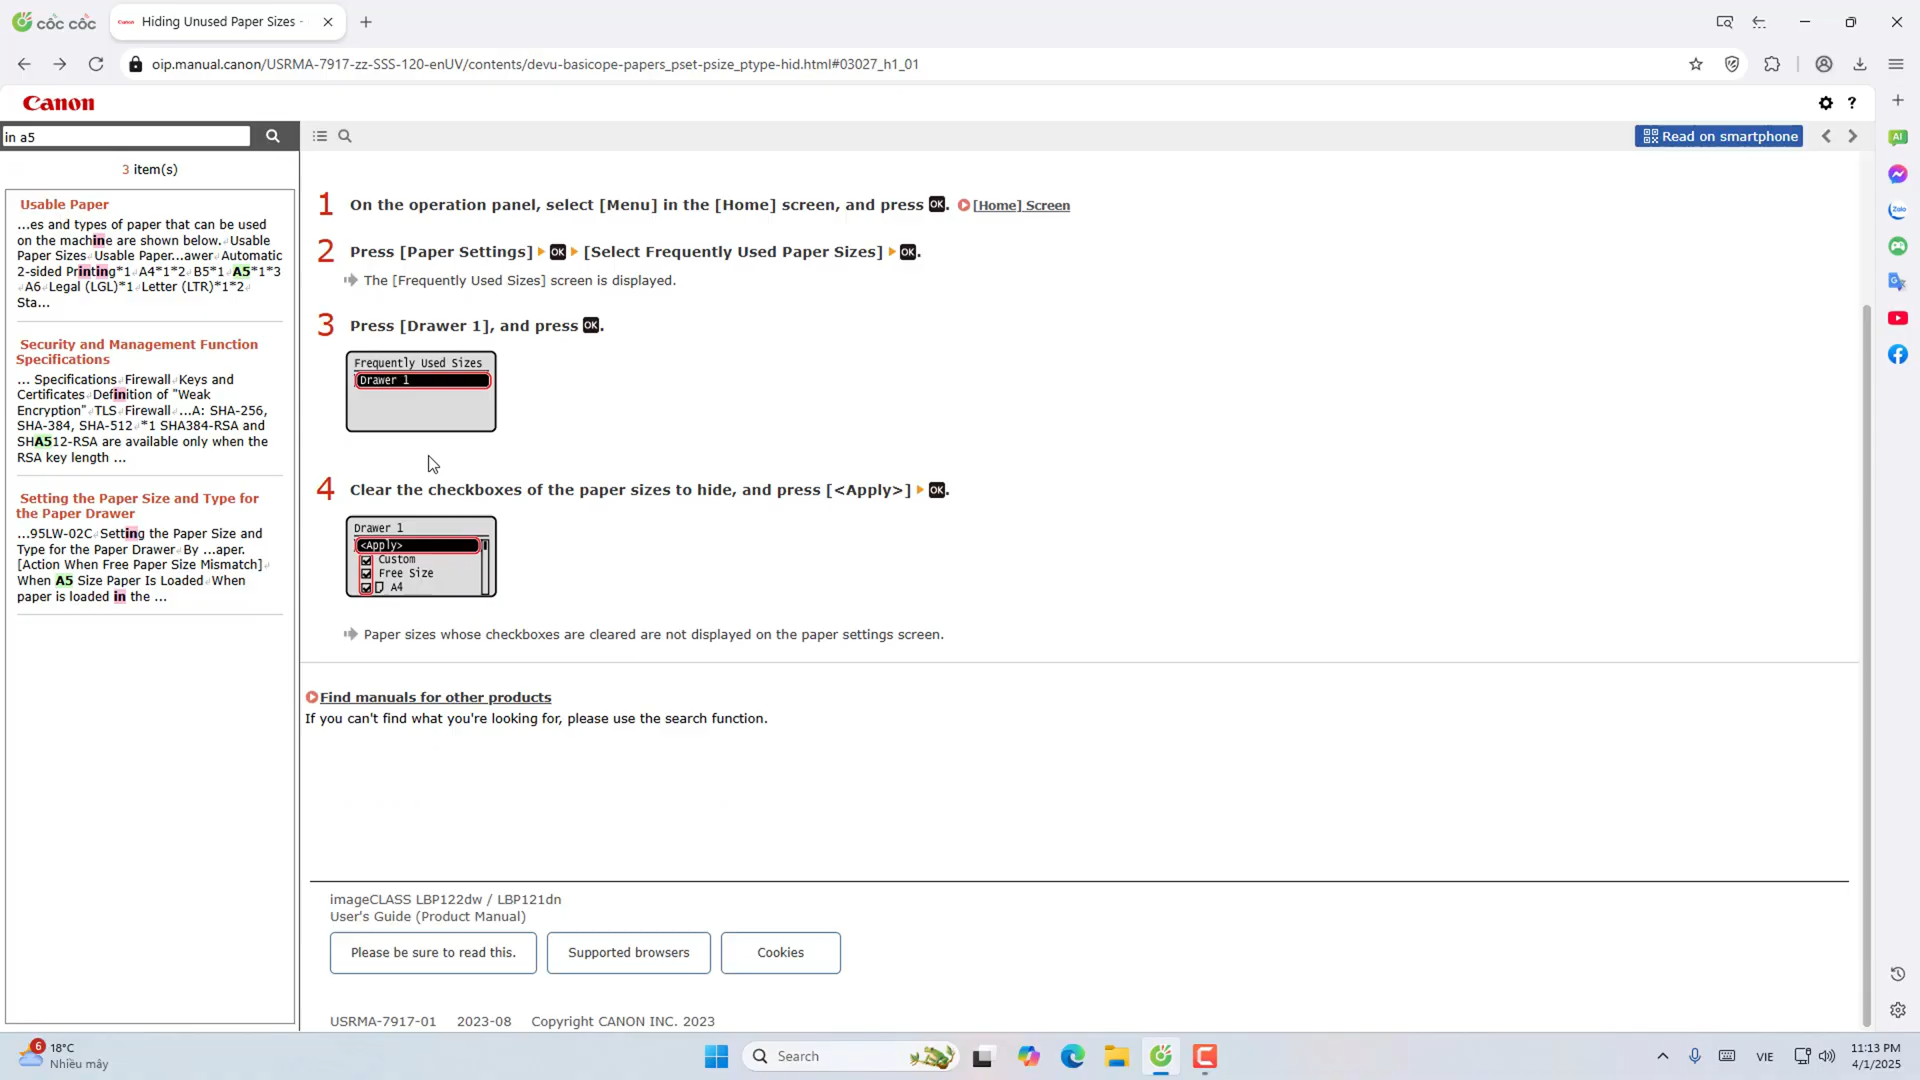 cốc cốc
Canon
Hiding Unused Paper Sizes -
oip.manual.canon/USRMA-7917-zz-SSS-120-enUV/contents/devu-basicope-papers_pset-psize_ptype-hid.html#03027_h1_01
Canon
in a5
Read on smartphone
3 item(s)
Usable Paper
...es and types of paper that can be used
on the machine are shown below.↲Usable
Paper Sizes↲Usable Paper...awer↲Automatic
2-sided Printing*1↲A4*1*2↲B5*1↲A5*1*3
↲A6↲Legal (LGL)*1↲Letter (LTR)*1*2↲
Sta...
Security and Management Function
Specifications
... Specifications↲Firewall↲Keys and
Certificates↲Definition of "Weak
Encryption"↲TLS↲Firewall↲...A: SHA-256,
SHA-384, SHA-512↲*1 SHA384-RSA and
SHA512-RSA are available only when the
RSA key length ...
Setting the Paper Size and Type for
the Paper Drawer
...95LW-02C↲Setting the Paper Size and
Type for the Paper Drawer↲By ...aper.
[Action When Free Paper Size Mismatch]↲
When A5 Size Paper Is Loaded↲When
paper is loaded in the ...
1 On the operation panel, select [Menu] in the [Home] screen, and press OK. [Home] Screen
2 Press [Paper Settings] OK [Select Frequently Used Paper Sizes] OK.
The [Frequently Used Sizes] screen is displayed.
3 Press [Drawer 1], and press OK.
Frequently Used Sizes
Drawer 1
4 Clear the checkboxes of the paper sizes to hide, and press [<Apply>] OK.
Drawer 1
<Apply>
Custom
Free Size
A4
Paper sizes whose checkboxes are cleared are not displayed on the paper settings screen.
Find manuals for other products
If you can't find what you're looking for, please use the search function.
imageCLASS LBP122dw / LBP121dn
User's Guide (Product Manual)
Please be sure to read this.
Supported browsers
Cookies
USRMA-7917-01 2023-08 Copyright CANON INC. 2023
AI
Zalo
6
18°C
Nhiều mây
Search
VIE
11:13 PM
4/1/2025